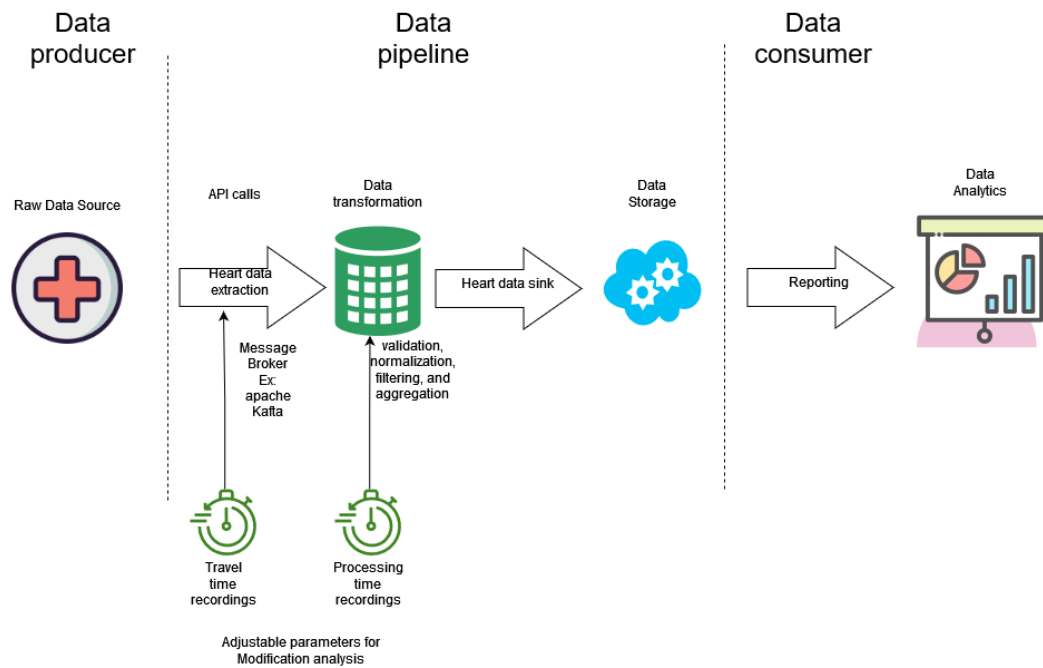 Data
producer
Data
pipeline
Data
consumer
Raw Data Source
API calls
Data
transformation
Data
Storage
Data
Analytics
Heart data
extraction
Heart data sink
Reporting
Message
Broker
Ex:
apache
Kafta
validation,
normalization,
filtering, and
aggregation
Travel
time
recordings
Processing
time
recordings
Adjustable parameters for
Modification analysis